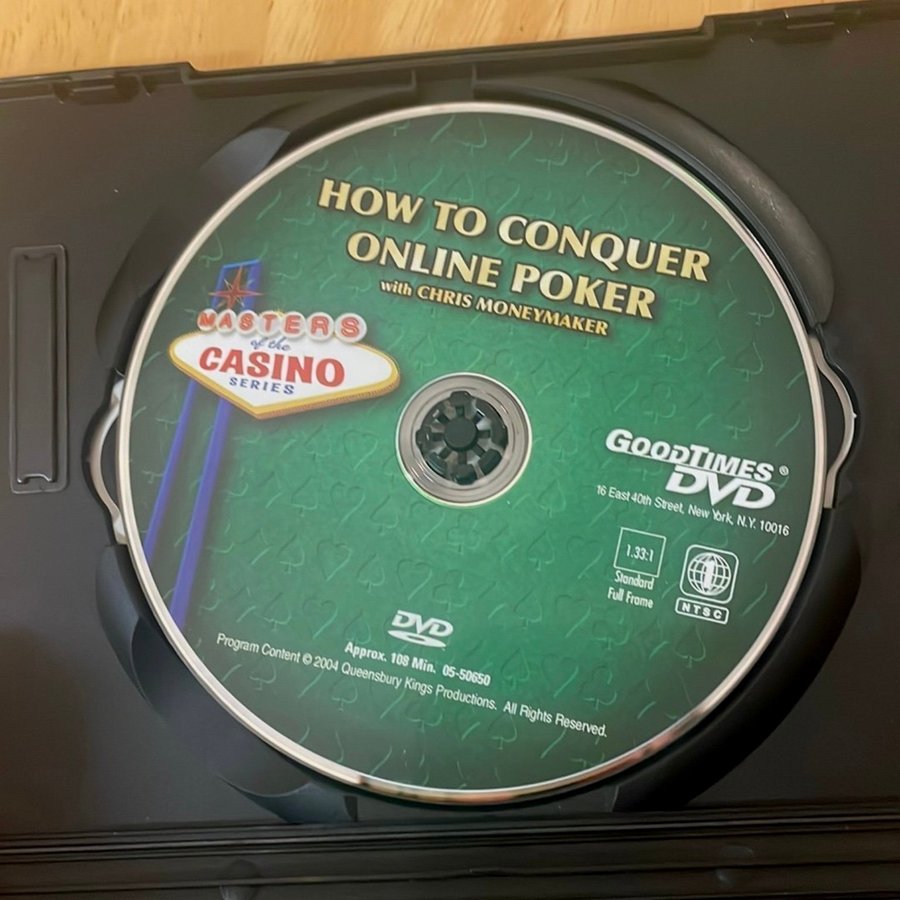 HOW TO CONQUER
ONLINE POKER
with CHRIS MONEYMAKER
MASTERS
of the
CASINO
SERIES
GOODTIMES®
DVD
16 East 40th Street, New York, N.Y. 10016
1.33:1
Standard
Full Frame
1
NTSC
DVD
Approx. 108 Min. 05-50650
Program Content © 2004 Queensbury Kings Productions. All Rights Reserved.